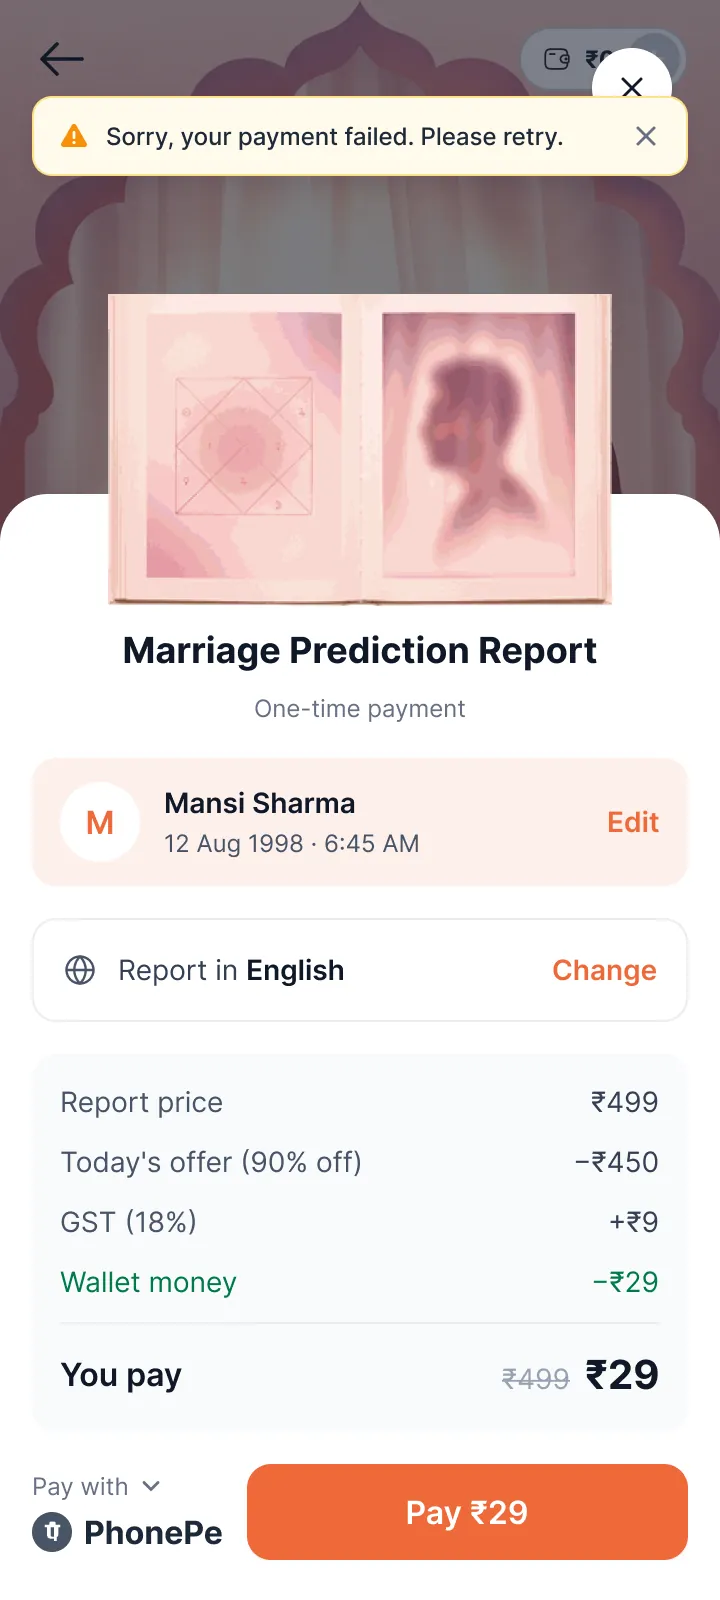 Sorry, your payment failed. Please retry.
Marriage Prediction Report
One-time payment
M
Mansi Sharma
12 Aug 1998 · 6:45 AM
Edit
Report in English
Change
Report price
₹499
Today's offer (90% off)
−₹450
GST (18%)
+₹9
Wallet money
−₹29
You pay
₹499 ₹29
Pay with
PhonePe
Pay ₹29